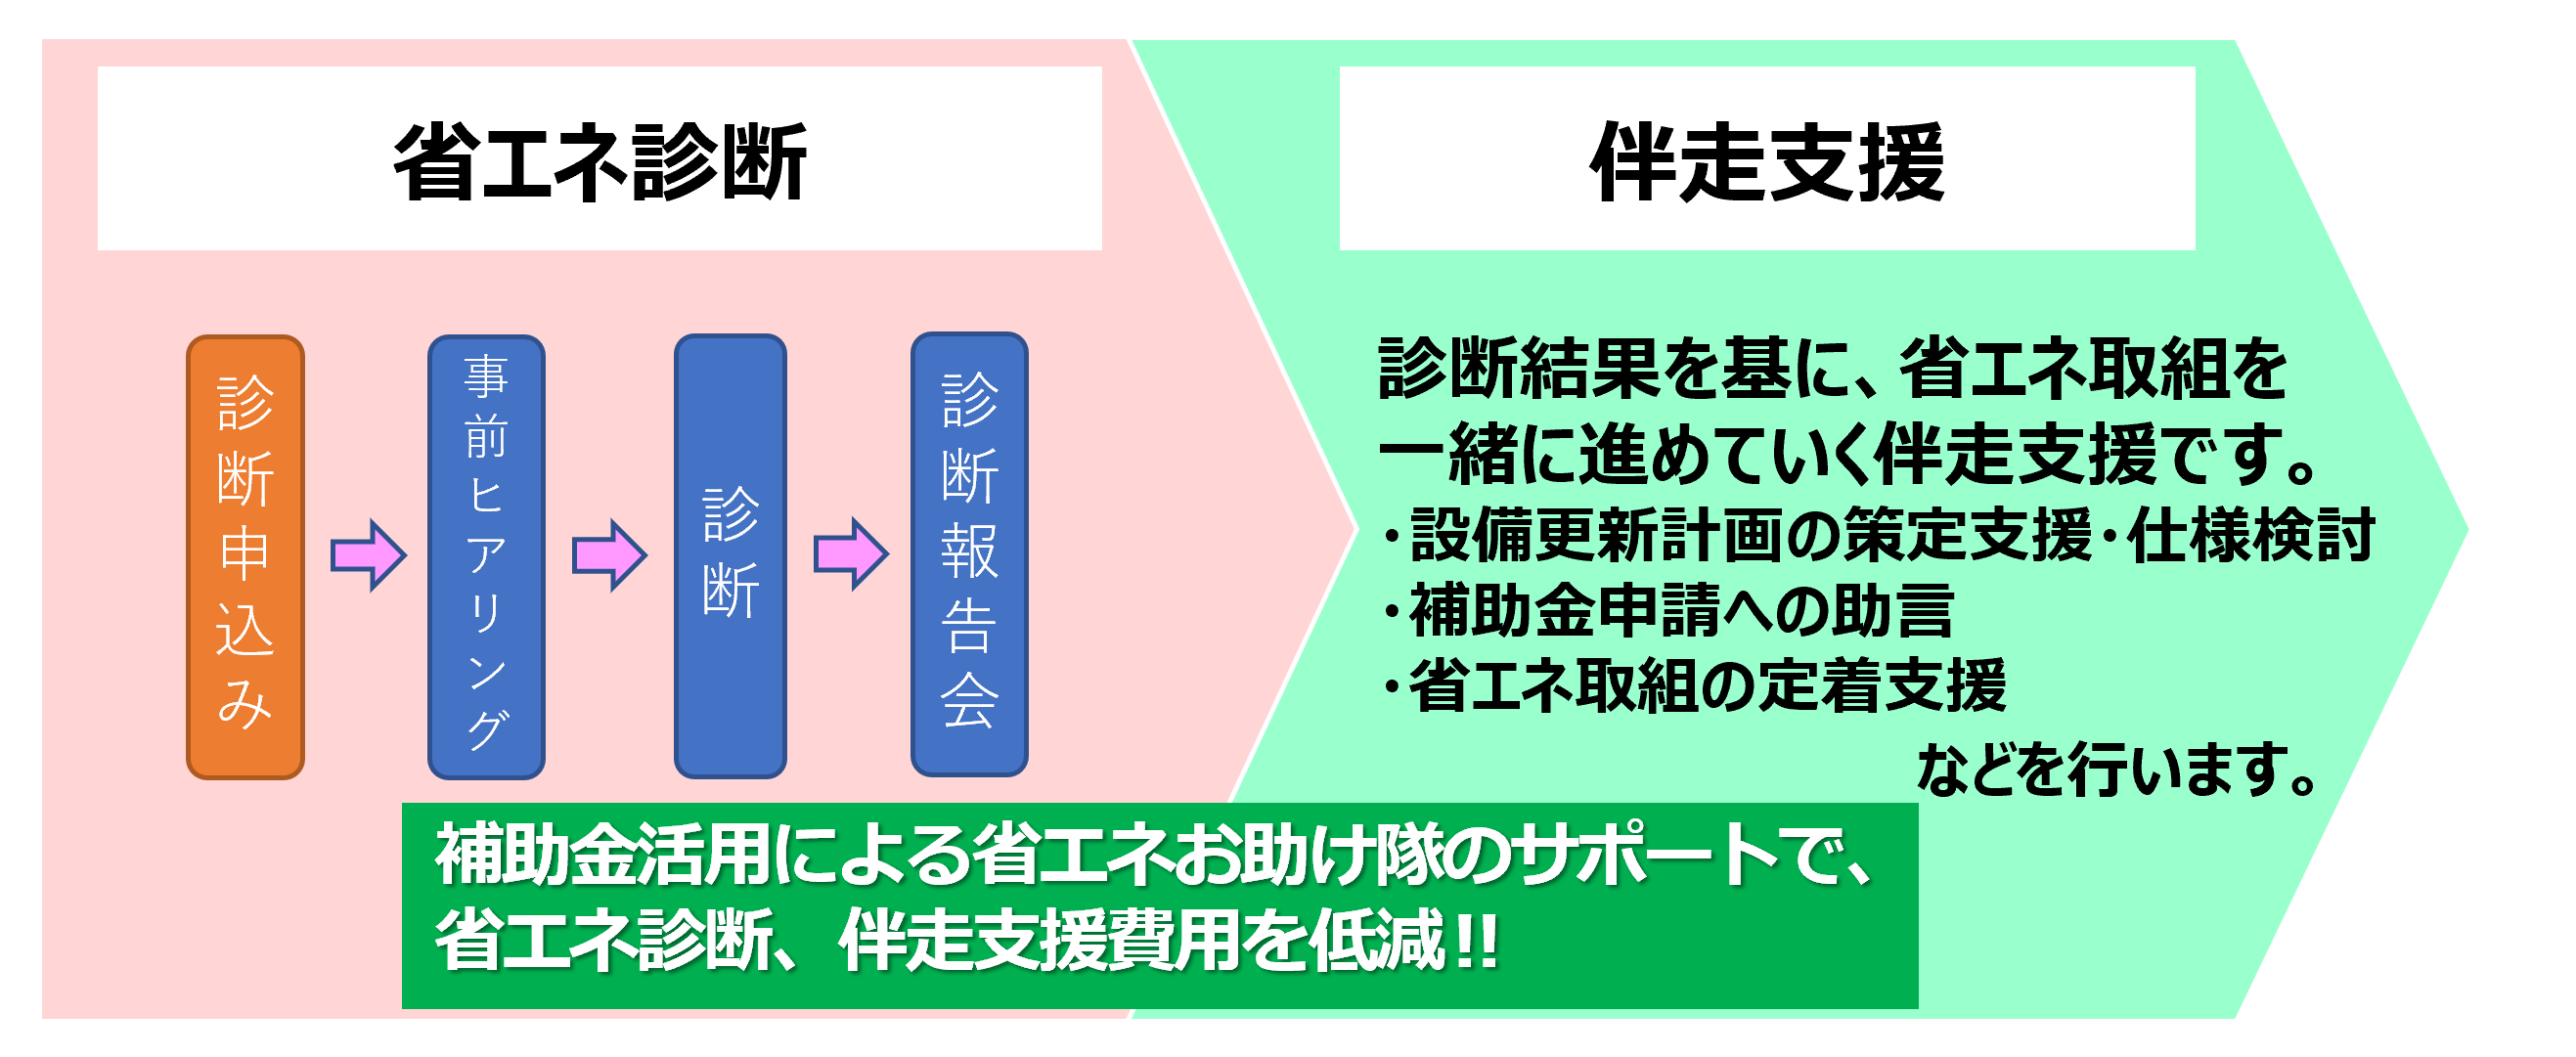 省エネ診断
診断申込み
事前ヒアリング
診断
診断報告会
伴走支援
診断結果を基に、省エネ取組を
一緒に進めていく伴走支援です。
・設備更新計画の策定支援・仕様検討
・補助金申請への助言
・省エネ取組の定着支援
などを行います。
補助金活用による省エネお助け隊のサポートで、
省エネ診断、伴走支援費用を低減!!